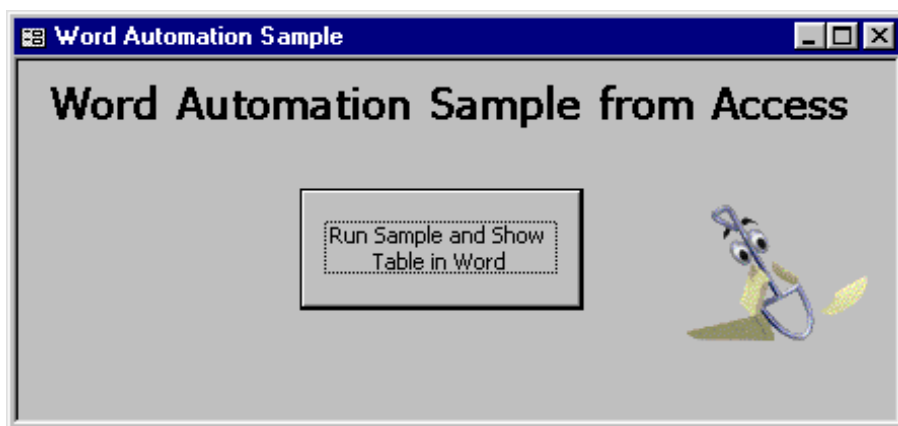 Word Automation Sample
Word Automation Sample from Access
Run Sample and Show
Table in Word